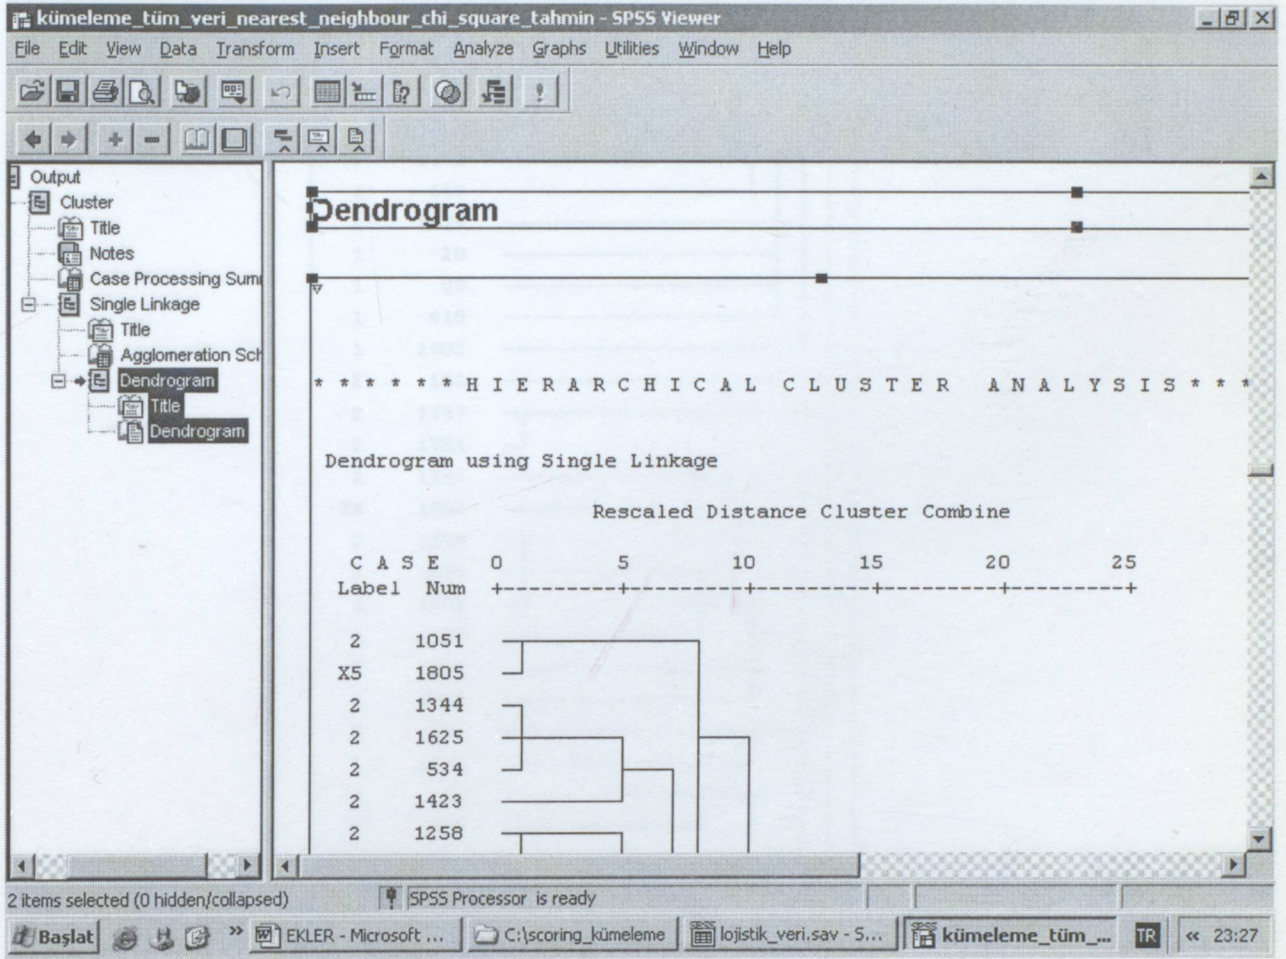 kümeleme_tüm_veri_nearest_neighbour_chi_square_tahmin - SPSS Viewer
File Edit View Data Transform Insert Format Analyze Graphs Utilities Window Help
Output
Cluster
Title
Notes
Case Processing Sum
Single Linkage
Title
Agglomeration Sch
Dendrogram
Title
Dendrogram
Dendrogram
* * * * * * H I E R A R C H I C A L C L U S T E R A N A L Y S I S * * *
Dendrogram using Single Linkage
Rescaled Distance Cluster Combine
C A S E 0 5 10 15 20 25
Label Num +---------+---------+---------+---------+---------+
2 1051
X5 1805
2 1344
2 1625
2 534
2 1423
2 1258
2 items selected (0 hidden/collapsed)
SPSS Processor is ready
Başlat
» EKLER - Microsoft ...
C:\scoring_kümeleme
lojistik_veri.sav - S...
kümeleme_tüm_...
TR
« 23:27